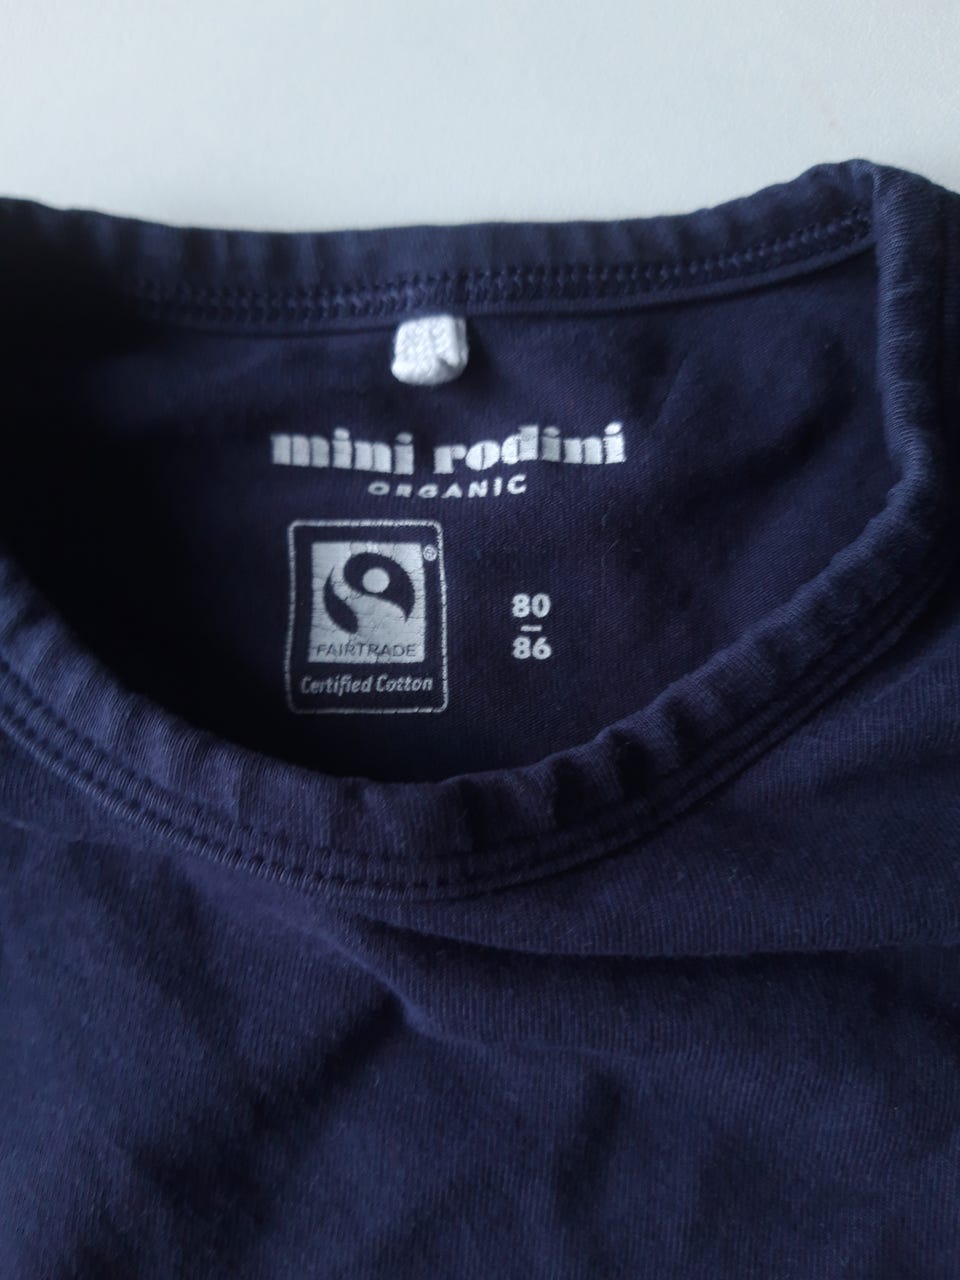 mini rodini
ORGANIC
®
FAIRTRADE
Certified Cotton
80
86